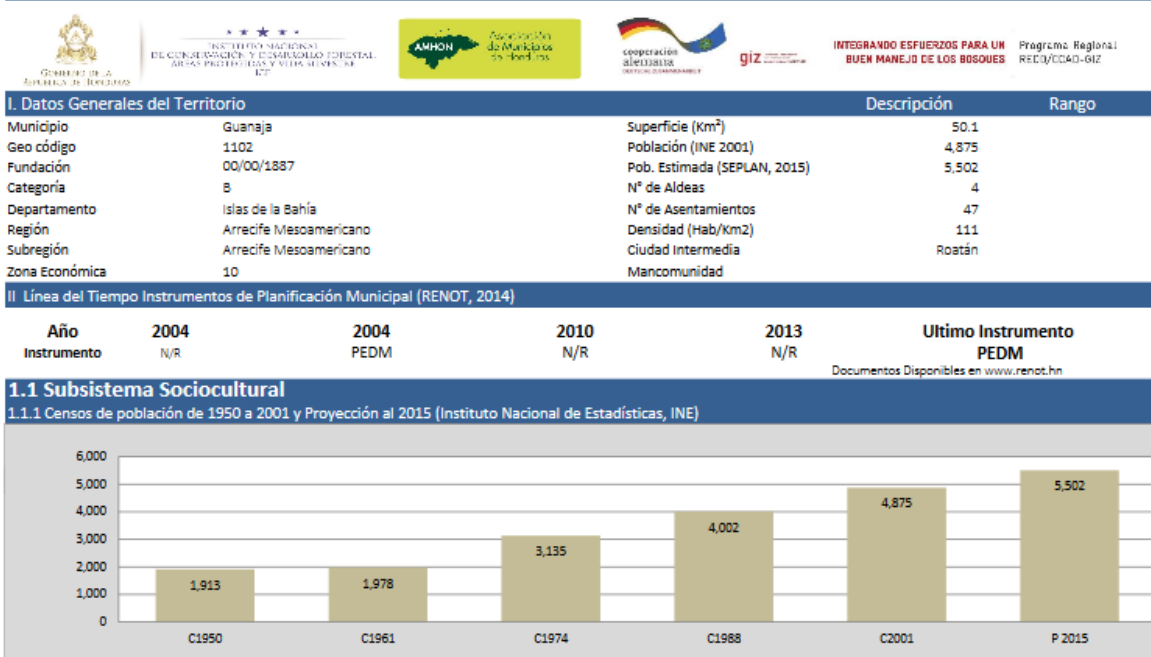 GOBIERNO DE LA
REPÚBLICA DE HONDURAS
INSTITUTO NACIONAL
DE CONSERVACIÓN Y DESARROLLO FORESTAL,
ÁREAS PROTEGIDAS Y VIDA SILVESTRE
ICF
AMHON
Asociación
de Municipios
de Honduras
cooperación
alemana
DEUTSCHE ZUSAMMENARBEIT
giz
INTEGRANDO ESFUERZOS PARA UN
BUEN MANEJO DE LOS BOSQUES
Programa Regional
REDD/CCAD-GIZ
I. Datos Generales del Territorio Descripción Rango
Municipio Guanaja Superficie (Km²) 50.1
Geo código 1102 Población (INE 2001) 4,875
Fundación 00/00/1887 Pob. Estimada (SEPLAN, 2015) 5,502
Categoría B N° de Aldeas 4
Departamento Islas de la Bahía N° de Asentamientos 47
Región Arrecife Mesoamericano Densidad (Hab/Km2) 111
Subregión Arrecife Mesoamericano Ciudad Intermedia Roatán
Zona Económica 10 Mancomunidad
II Línea del Tiempo Instrumentos de Planificación Municipal (RENOT, 2014)
Año 2004 2004 2010 2013 Ultimo Instrumento
Instrumento N/R PEDM N/R N/R PEDM
Documentos Disponibles en www.renot.hn
1.1 Subsistema Sociocultural
1.1.1 Censos de población de 1950 a 2001 y Proyección al 2015 (Instituto Nacional de Estadísticas, INE)
6,000
5,000
4,000
3,000
2,000
1,000
0
1,913 1,978 3,135 4,002 4,875 5,502
C1950 C1961 C1974 C1988 C2001 P 2015